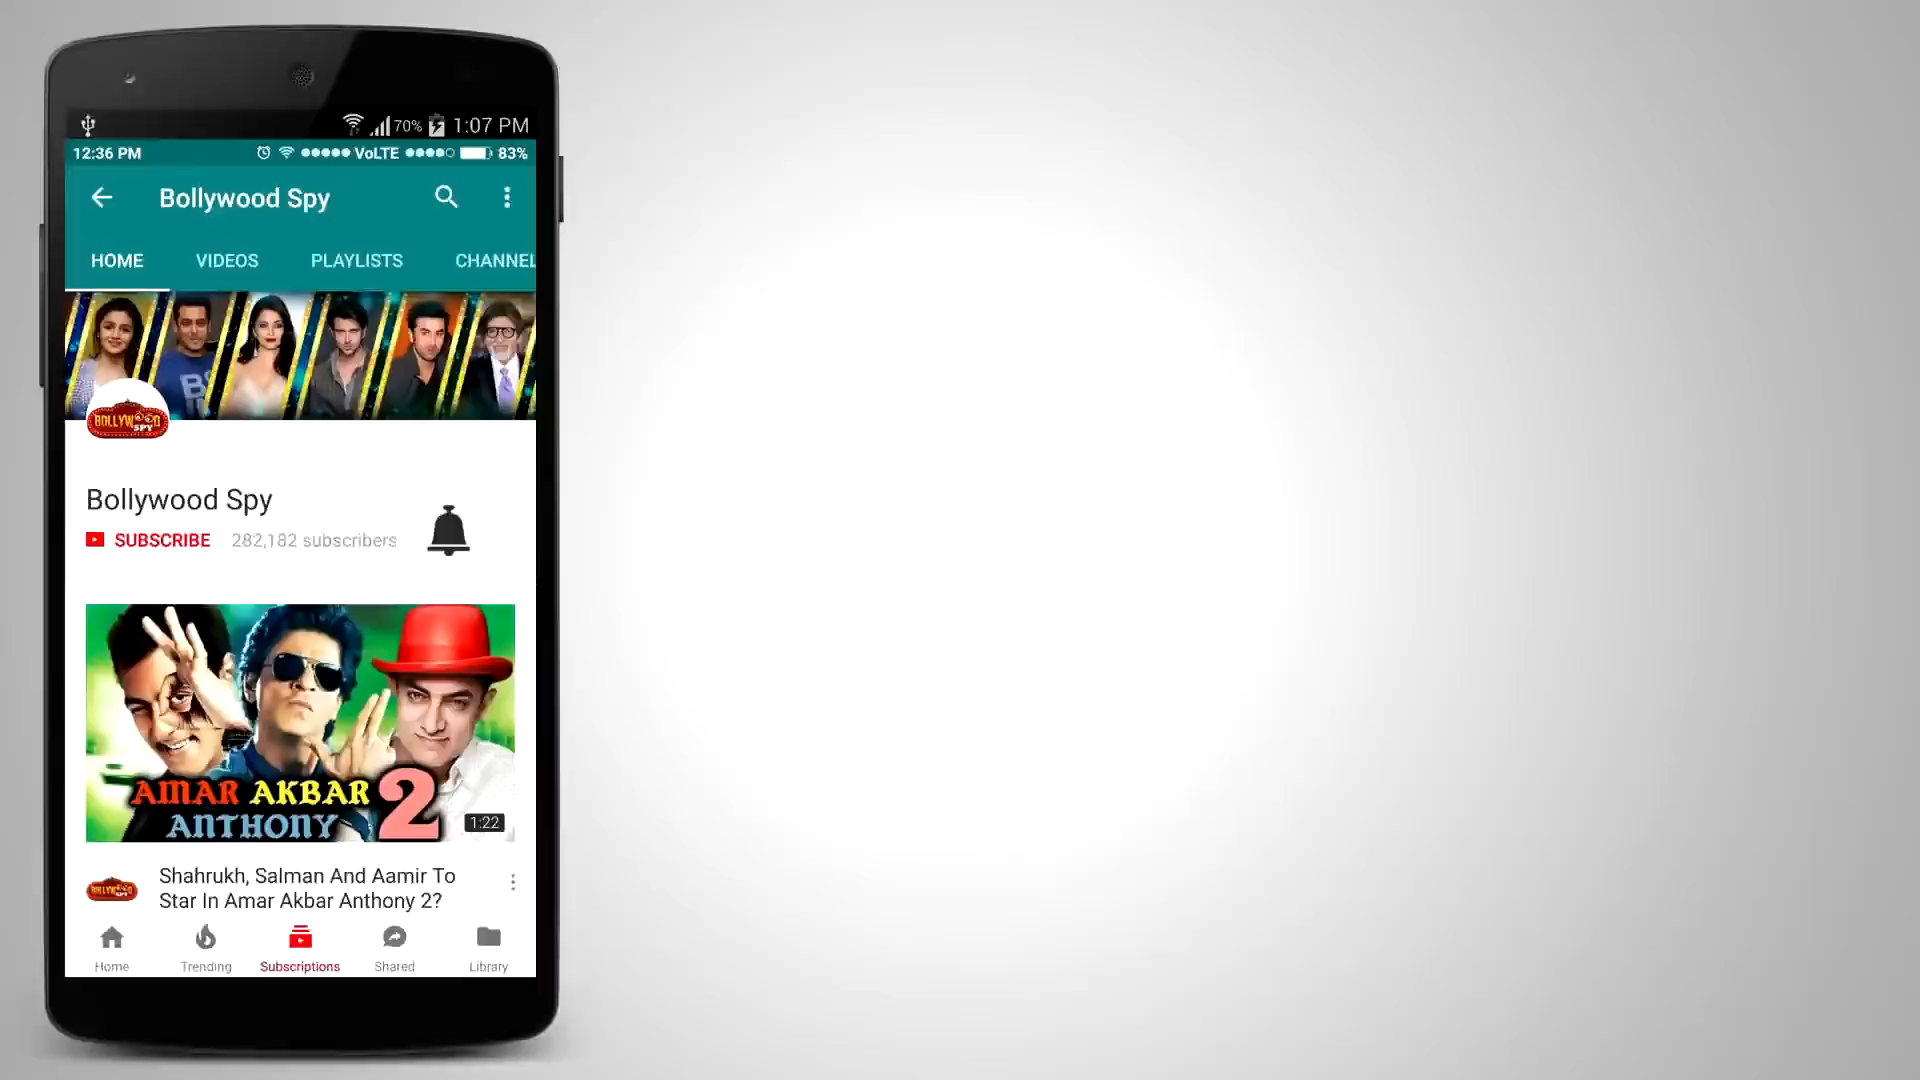 70% 1:07 PM
12:36 PM VoLTE 83%
Bollywood Spy
HOME VIDEOS PLAYLISTS CHANNEL
BOLLYWOOD
SPY
Bollywood Spy
SUBSCRIBE 282,182 subscribers
AMAR AKBAR
ANTHONY 2
1:22
Shahrukh, Salman And Aamir To
Star In Amar Akbar Anthony 2?
Home Trending Subscriptions Shared Library